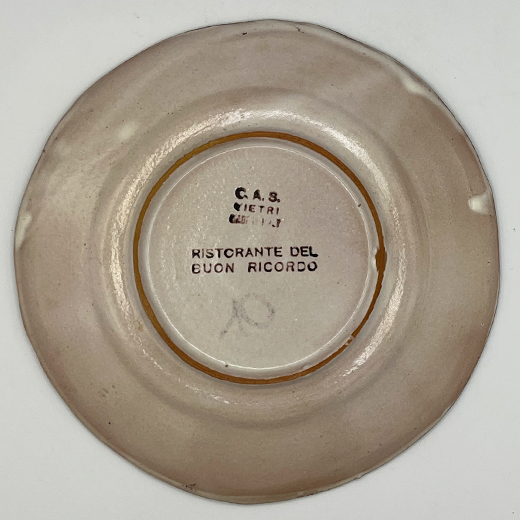 C. A. S.
VIETRI
RISTORANTE DEL
BUON RICORDO